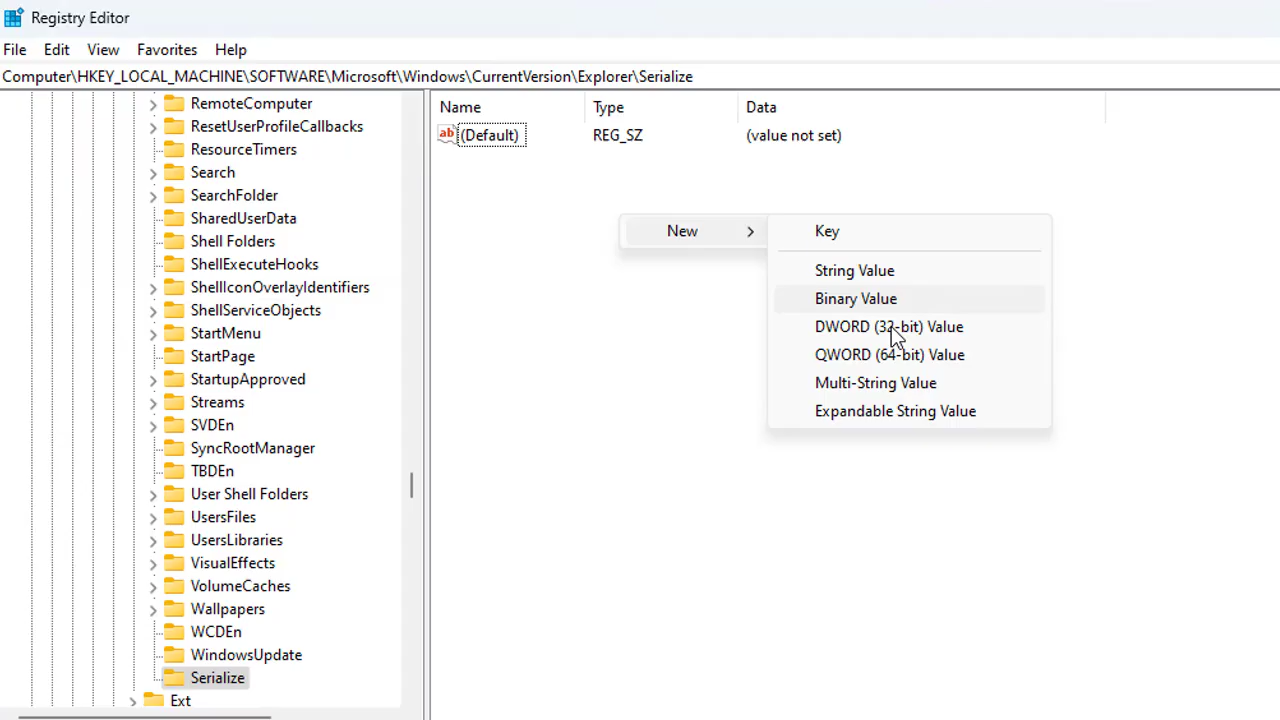 Registry Editor
File Edit View Favorites Help
Computer\HKEY_LOCAL_MACHINE\SOFTWARE\Microsoft\Windows\CurrentVersion\Explorer\Serialize
RemoteComputer
ResetUserProfileCallbacks
ResourceTimers
Search
SearchFolder
SharedUserData
Shell Folders
ShellExecuteHooks
ShellIconOverlayIdentifiers
ShellServiceObjects
StartMenu
StartPage
StartupApproved
Streams
SVDEn
SyncRootManager
TBDEn
User Shell Folders
UsersFiles
UsersLibraries
VisualEffects
VolumeCaches
Wallpapers
WCDEn
WindowsUpdate
Serialize
Ext
Name Type Data
ab (Default) REG_SZ (value not set)
New
Key
String Value
Binary Value
DWORD (32-bit) Value
QWORD (64-bit) Value
Multi-String Value
Expandable String Value